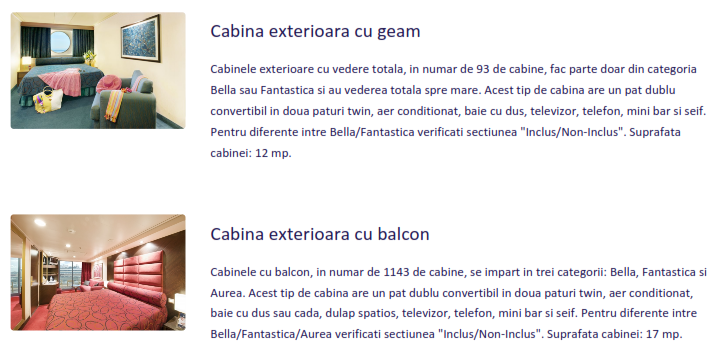 Cabina exterioara cu geam
Cabinele exterioare cu vedere totala, in numar de 93 de cabine, fac parte doar din categoria
Bella sau Fantastica si au vederea totala spre mare. Acest tip de cabina are un pat dublu
convertibil in doua paturi twin, aer conditionat, baie cu dus, televizor, telefon, mini bar si seif.
Pentru diferente intre Bella/Fantastica verificati sectiunea "Inclus/Non-Inclus". Suprafata
cabinei: 12 mp.
Cabina exterioara cu balcon
Cabinele cu balcon, in numar de 1143 de cabine, se impart in trei categorii: Bella, Fantastica si
Aurea. Acest tip de cabina are un pat dublu convertibil in doua paturi twin, aer conditionat,
baie cu dus sau cada, dulap spatios, televizor, telefon, mini bar si seif. Pentru diferente intre
Bella/Fantastica/Aurea verificati sectiunea "Inclus/Non-Inclus". Suprafata cabinei: 17 mp.